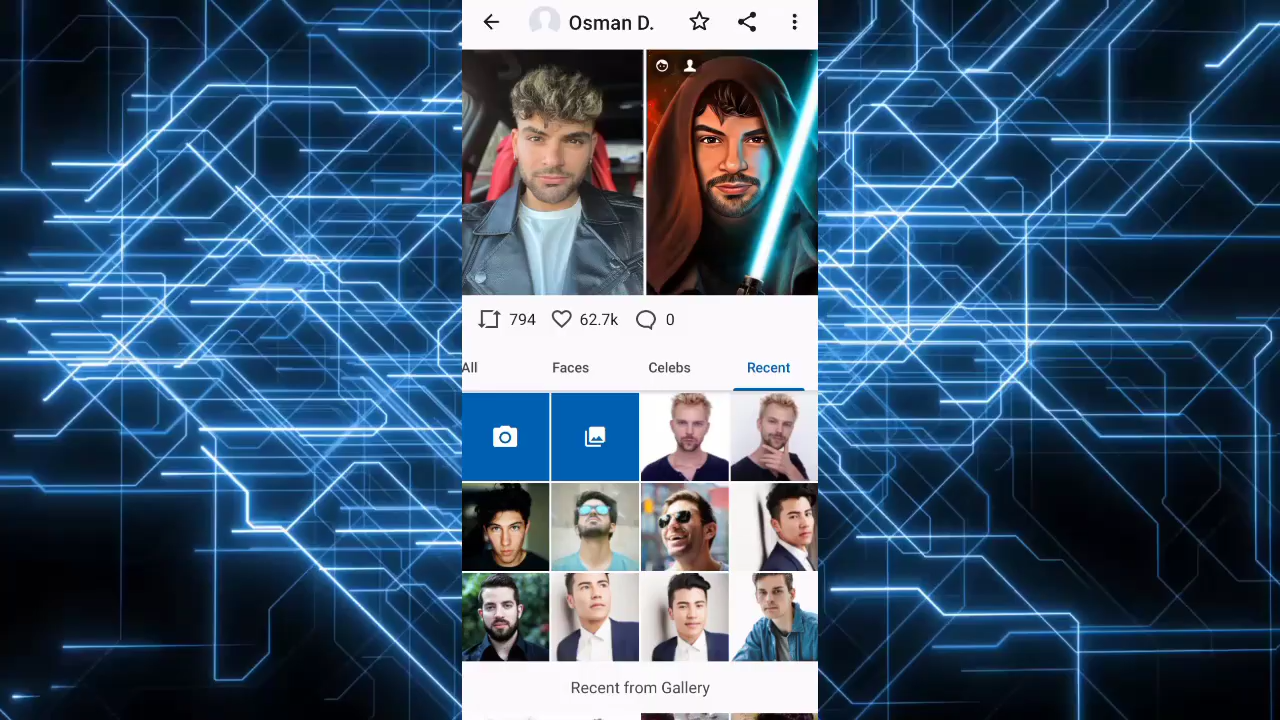 Osman D.
794 62.7k 0
All Faces Celebs Recent
Recent from Gallery